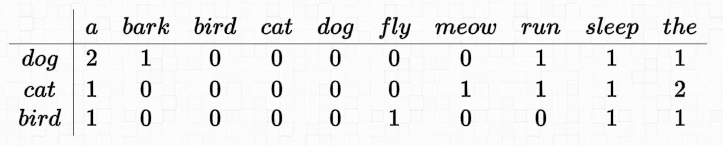 a bark bird cat dog fly meow run sleep the
dog 2 1 0 0 0 0 0 1 1 1
cat 1 0 0 0 0 0 1 1 1 2
bird 1 0 0 0 0 1 0 0 1 1